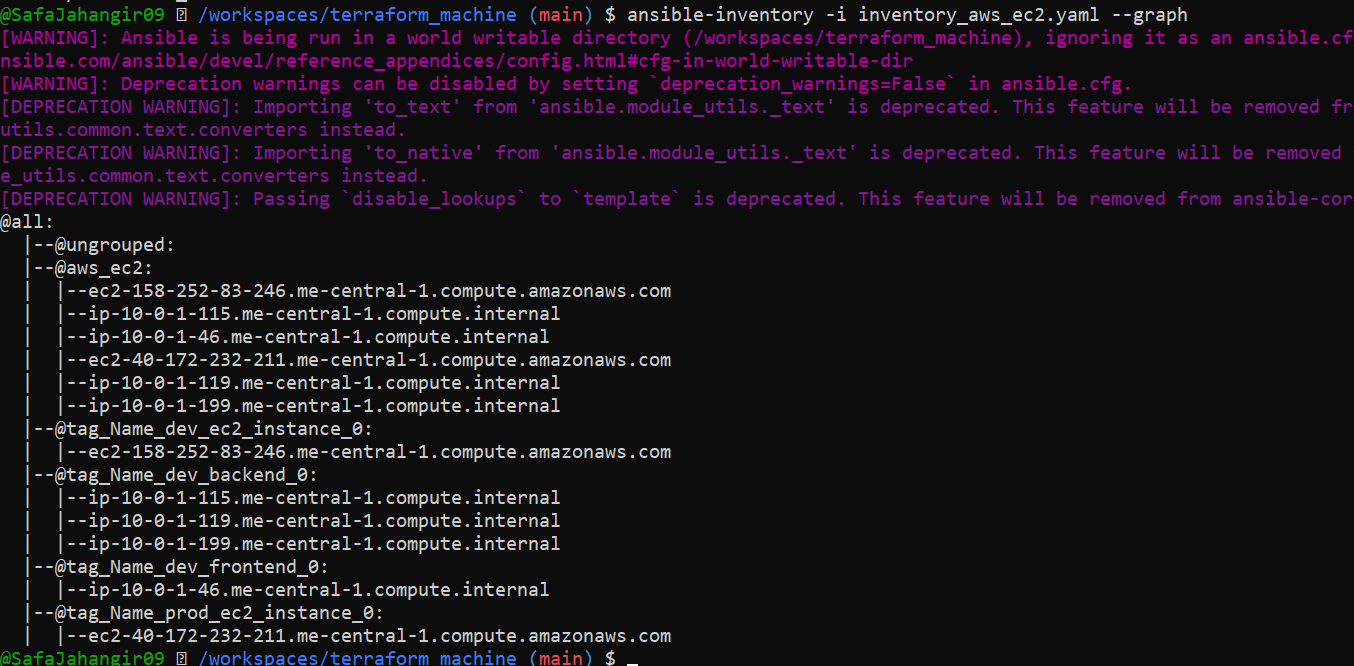 @SafaJahangir09 /workspaces/terraform_machine (main) $ ansible-inventory -i inventory_aws_ec2.yaml --graph
[WARNING]: Ansible is being run in a world writable directory (/workspaces/terraform_machine), ignoring it as an ansible.cf
nsible.com/ansible/devel/reference_appendices/config.html#cfg-in-world-writable-dir
[WARNING]: Deprecation warnings can be disabled by setting `deprecation_warnings=False` in ansible.cfg.
[DEPRECATION WARNING]: Importing 'to_text' from 'ansible.module_utils._text' is deprecated. This feature will be removed fr
utils.common.text.converters instead.
[DEPRECATION WARNING]: Importing 'to_native' from 'ansible.module_utils._text' is deprecated. This feature will be removed
e_utils.common.text.converters instead.
[DEPRECATION WARNING]: Passing `disable_lookups` to `template` is deprecated. This feature will be removed from ansible-cor
@all:
  |--@ungrouped:
  |--@aws_ec2:
  |  |--ec2-158-252-83-246.me-central-1.compute.amazonaws.com
  |  |--ip-10-0-1-115.me-central-1.compute.internal
  |  |--ip-10-0-1-46.me-central-1.compute.internal
  |  |--ec2-40-172-232-211.me-central-1.compute.amazonaws.com
  |  |--ip-10-0-1-119.me-central-1.compute.internal
  |  |--ip-10-0-1-199.me-central-1.compute.internal
  |--@tag_Name_dev_ec2_instance_0:
  |  |--ec2-158-252-83-246.me-central-1.compute.amazonaws.com
  |--@tag_Name_dev_backend_0:
  |  |--ip-10-0-1-115.me-central-1.compute.internal
  |  |--ip-10-0-1-119.me-central-1.compute.internal
  |  |--ip-10-0-1-199.me-central-1.compute.internal
  |--@tag_Name_dev_frontend_0:
  |  |--ip-10-0-1-46.me-central-1.compute.internal
  |--@tag_Name_prod_ec2_instance_0:
  |  |--ec2-40-172-232-211.me-central-1.compute.amazonaws.com
@SafaJahangir09 /workspaces/terraform_machine (main) $ _